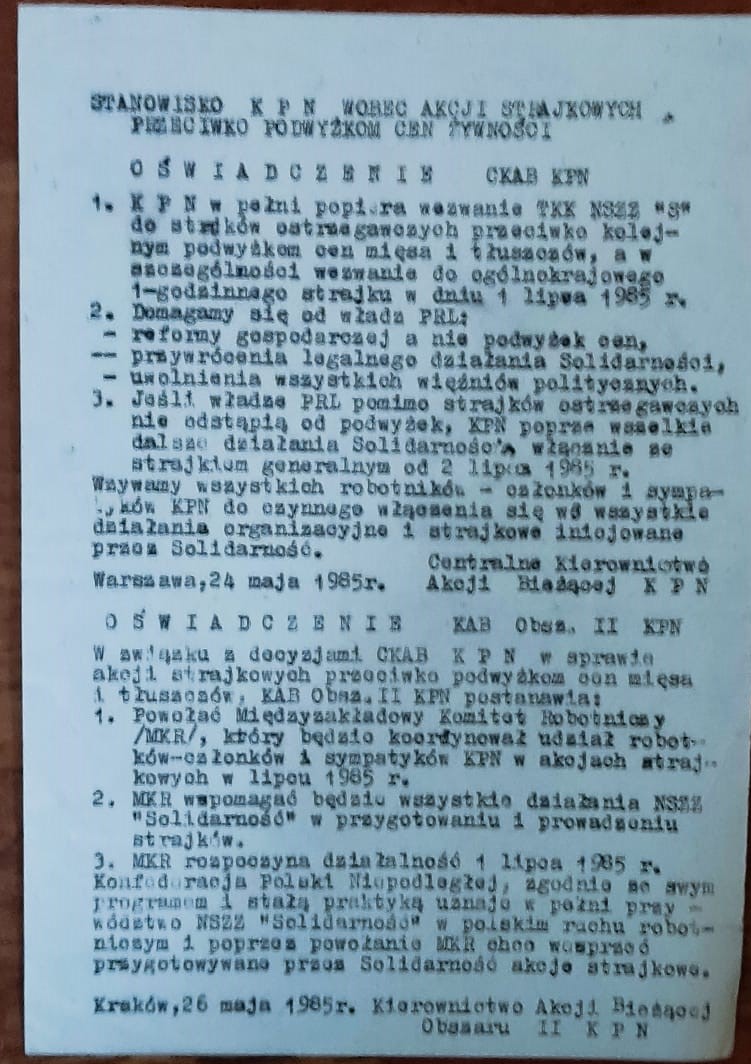 STANOWISKO K P N WOBEC AKCJI STRAJKOWYCH
PRZECIWKO PODWYŻKOM CEN ŻYWNOŚCI
O Ś W I A D C Z E N I E CKAB KPN
1. K P N w pełni popiera wezwanie TKK NSZZ "S"
do strajków ostrzegawczych przeciwko kolej-
nym podwyżkom cen mięsa i tłuszczów, a w
szczególności wezwanie do ogólnokrajowego
1-godzinnego strajku w dniu 1 lipca 1985 r.
2. Domagamy się od władz PRL:
- reformy gospodarczej a nie podwyżek cen,
-- przywrócenia legalnego działania Solidarności,
- uwolnienia wszystkich więźniów politycznych.
3. Jeśli władze PRL pomimo strajków ostrzegawczych
nie odstąpią od podwyżek, KPN poprze wszelkie
dalsze działania Solidarności włącznie ze
strajkiem generalnym od 2 lipca 1985 r.
Wzywamy wszystkich robotników - członków i sympa-
tyków KPN do czynnego włączenia się we wszystkie
działania organizacyjne i strajkowe iniojowane
przez Solidarność.
Centralne Kierownictwo
Warszawa,24 maja 1985r. Akcji Bieżącej K P N
O Ś W I A D C Z E N I E KAB Obsz. II KPN
W związku z decyzjami CKAB K P N w sprawie
akcji strajkowych przeciwko podwyżkom cen mięsa
i tłuszczów, KAB Obsz.II KPN postanawia:
1. Powołać Międzyzakładowy Komitet Robotniczy
/MKR/, który będzie koordynował udział robot-
ków-członków i sympatyków KPN w akcjach straj-
kowych w lipcu 1985 r.
2. MKR wspomagać będzie wszystkie działania NSZZ
"Solidarność" w przygotowaniu i prowadzeniu
strajków.
3. MKR rozpoczyna działalność 1 lipca 1985 r.
Konfederacja Polski Niepodległej, zgodnie ze swym
programem i stałą praktyką uznaje w pełni przy -
wództwo NSZZ "Solidarność" w polskim ruchu robot-
niczym i poprzez powołanie MKR chce wesprzeć
przygotowywane przez Solidarność akcje strajkowe.
Kraków,26 maja 1985r. Kierownictwo Akcji Bieżącej
Obszaru II K P N